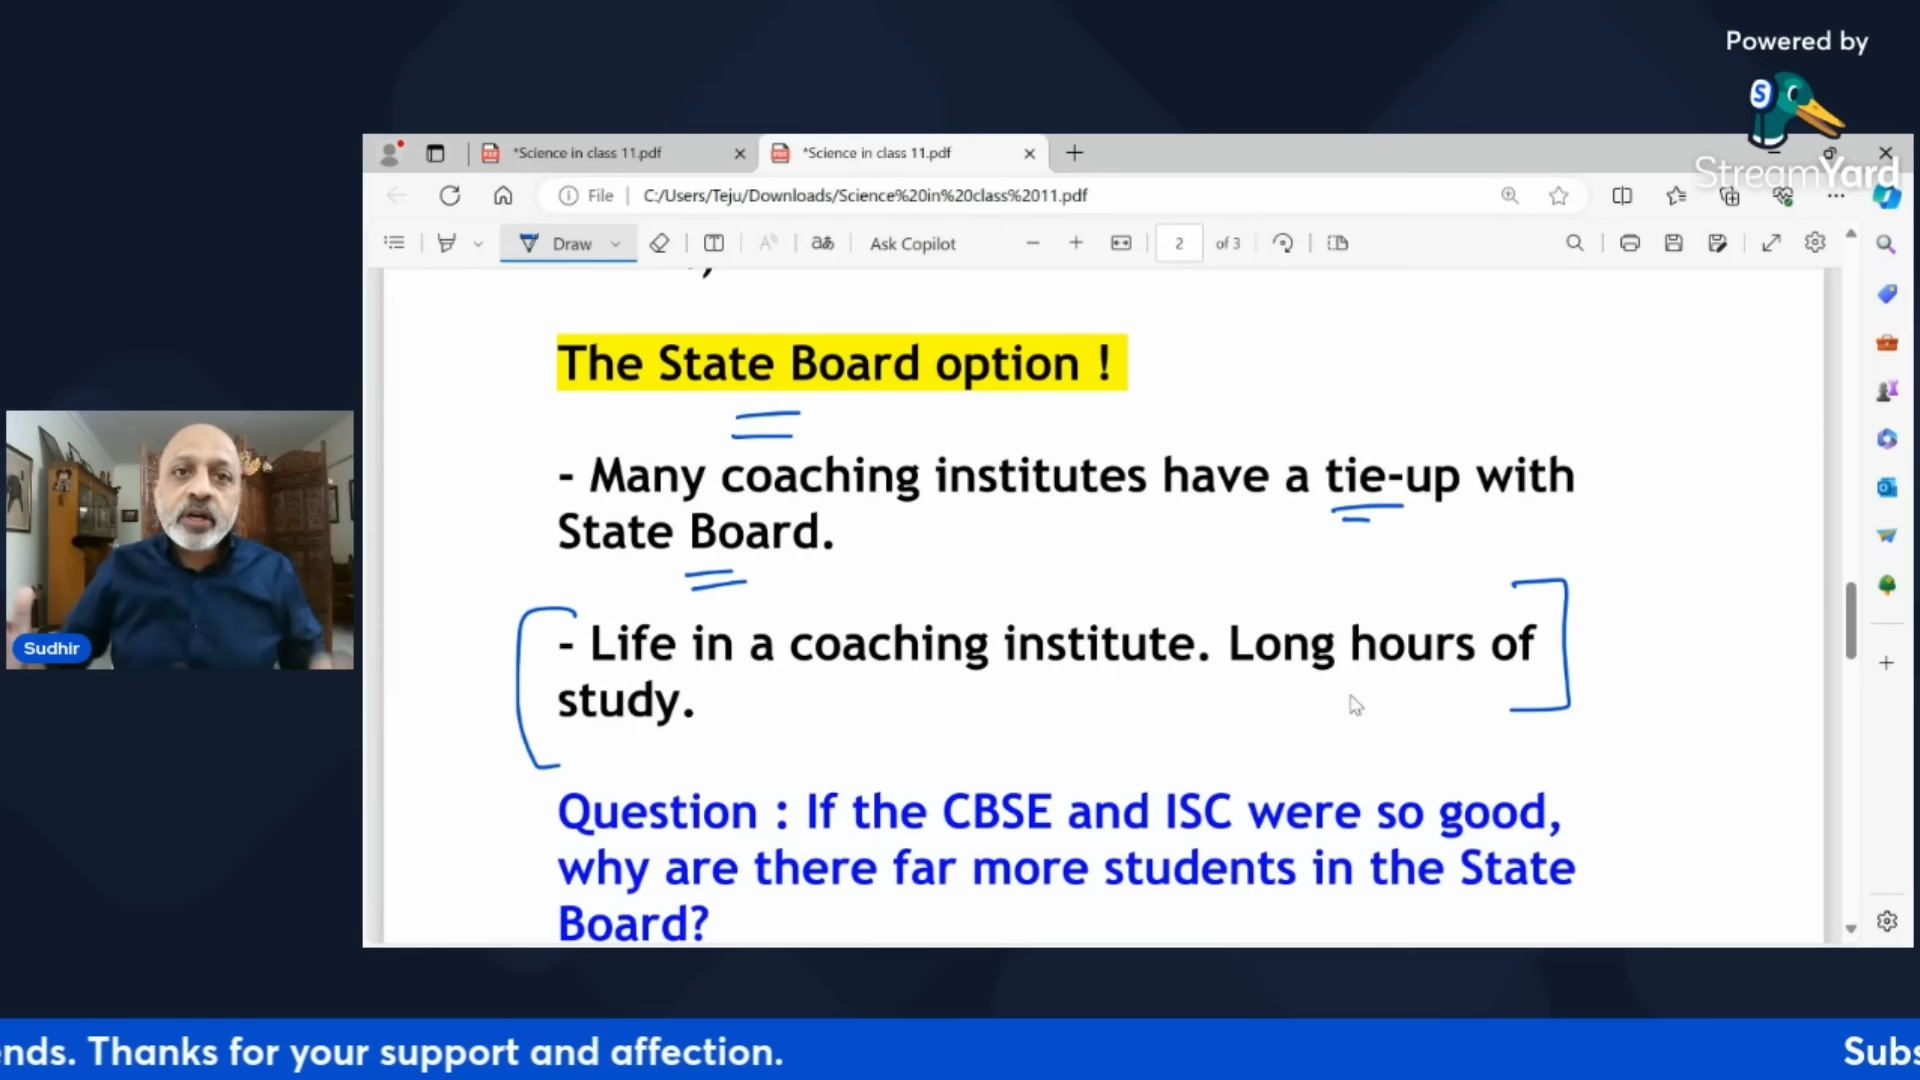 Powered by
StreamYard
*Science in class 11.pdf
*Science in class 11.pdf
File
C:/Users/Teju/Downloads/Science%20in%20class%2011.pdf
Draw
aあ
Ask Copilot
2
of 3
The State Board option !
- Many coaching institutes have a tie-up with
State Board.
- Life in a coaching institute. Long hours of
study.
Question : If the CBSE and ISC were so good,
why are there far more students in the State
Board?
Sudhir
ends. Thanks for your support and affection.
Subs